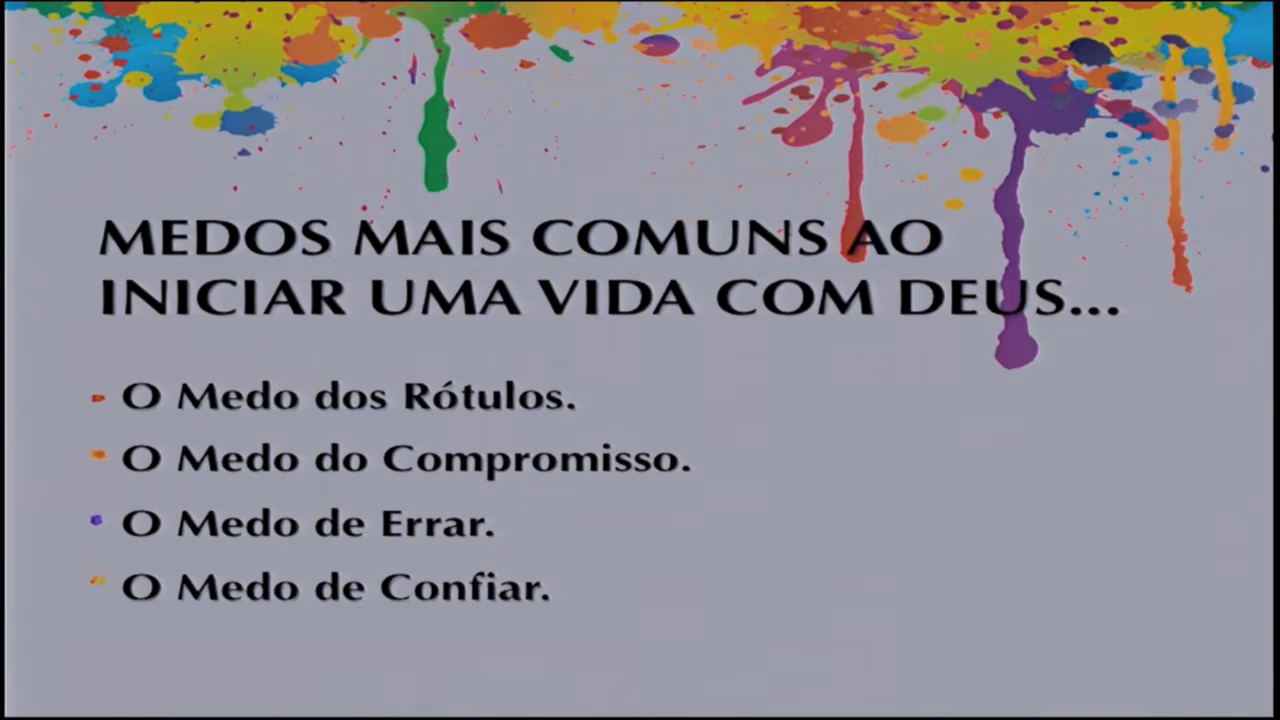 MEDOS MAIS COMUNS AO
INICIAR UMA VIDA COM DEUS...
O Medo dos Rótulos.
O Medo do Compromisso.
O Medo de Errar.
O Medo de Confiar.